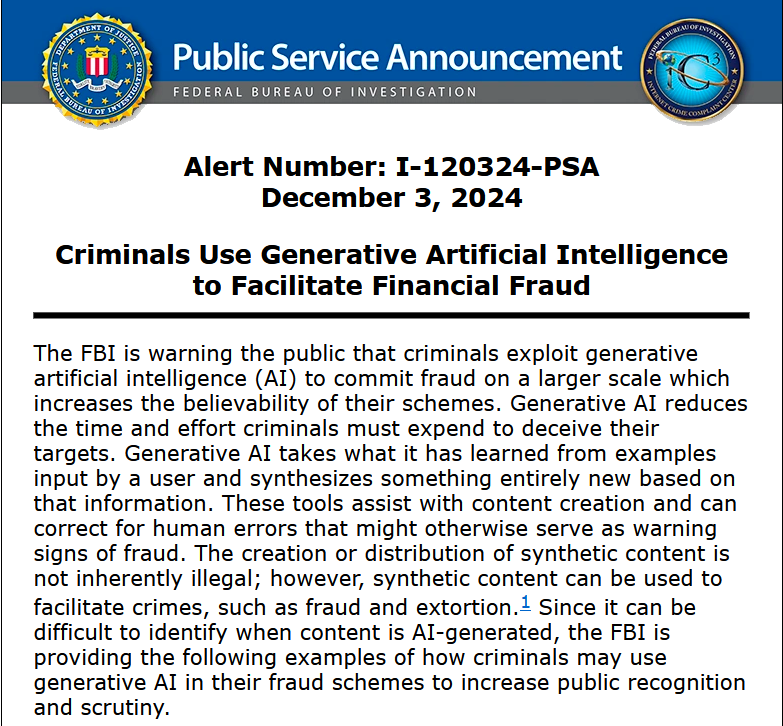 Public Service Announcement
FEDERAL BUREAU OF INVESTIGATION
DEPARTMENT OF JUSTICE
FEDERAL BUREAU OF INVESTIGATION
FEDERAL BUREAU OF INVESTIGATION
IC3
INTERNET CRIME COMPLAINT CENTER
Alert Number: I-120324-PSA
December 3, 2024
Criminals Use Generative Artificial Intelligence
to Facilitate Financial Fraud
The FBI is warning the public that criminals exploit generative
artificial intelligence (AI) to commit fraud on a larger scale which
increases the believability of their schemes. Generative AI reduces
the time and effort criminals must expend to deceive their
targets. Generative AI takes what it has learned from examples
input by a user and synthesizes something entirely new based on
that information. These tools assist with content creation and can
correct for human errors that might otherwise serve as warning
signs of fraud. The creation or distribution of synthetic content is
not inherently illegal; however, synthetic content can be used to
facilitate crimes, such as fraud and extortion.1 Since it can be
difficult to identify when content is AI-generated, the FBI is
providing the following examples of how criminals may use
generative AI in their fraud schemes to increase public recognition
and scrutiny.